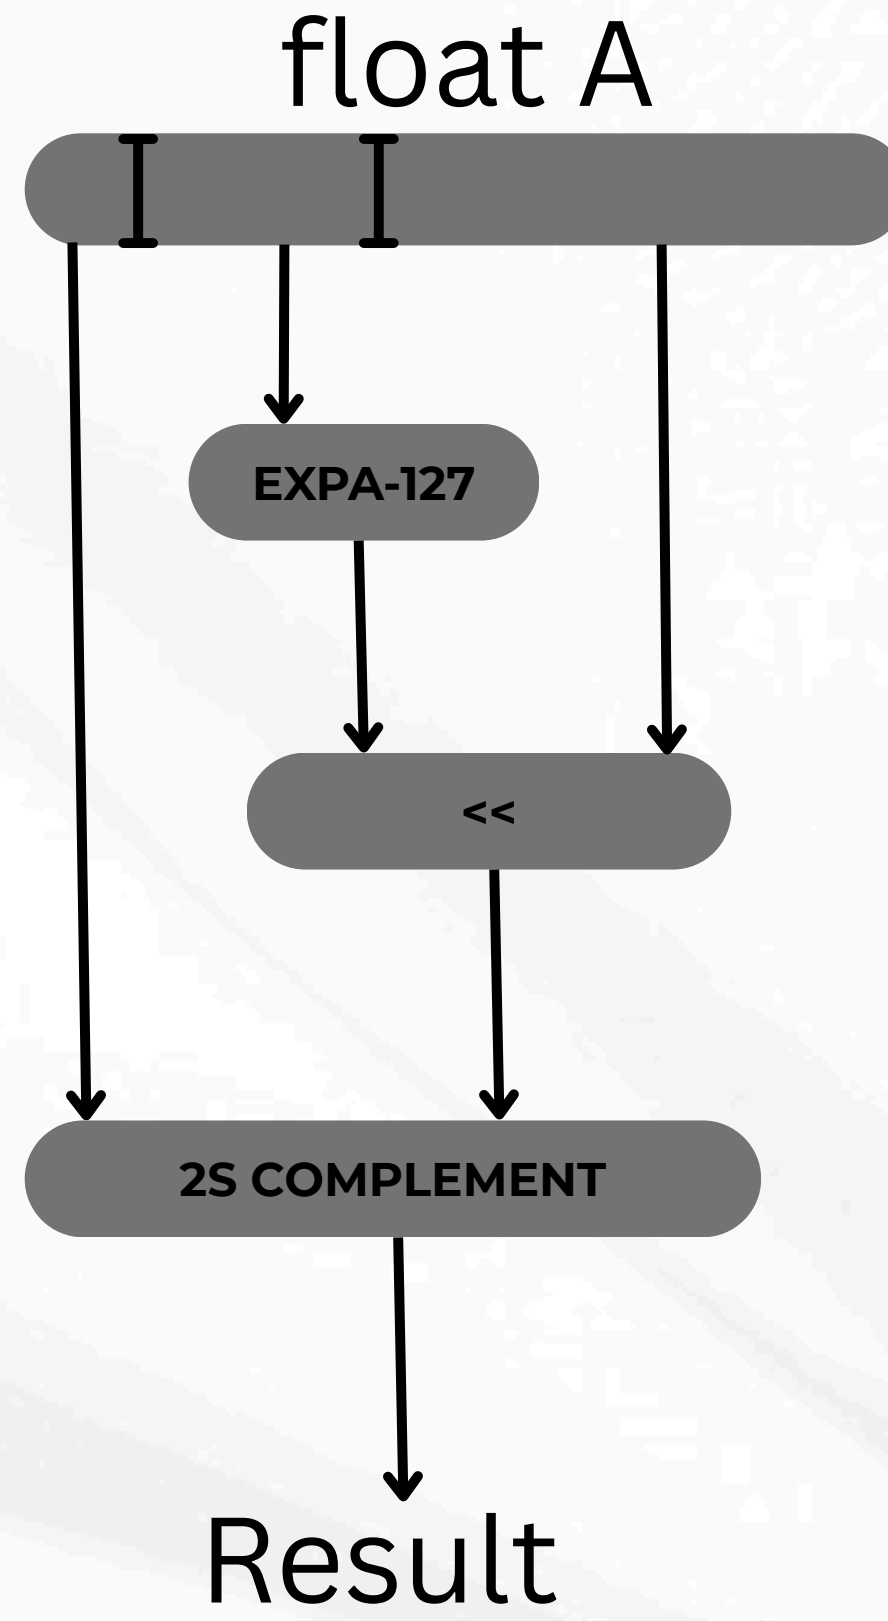 float A
EXPA-127
<<
2S COMPLEMENT
Result